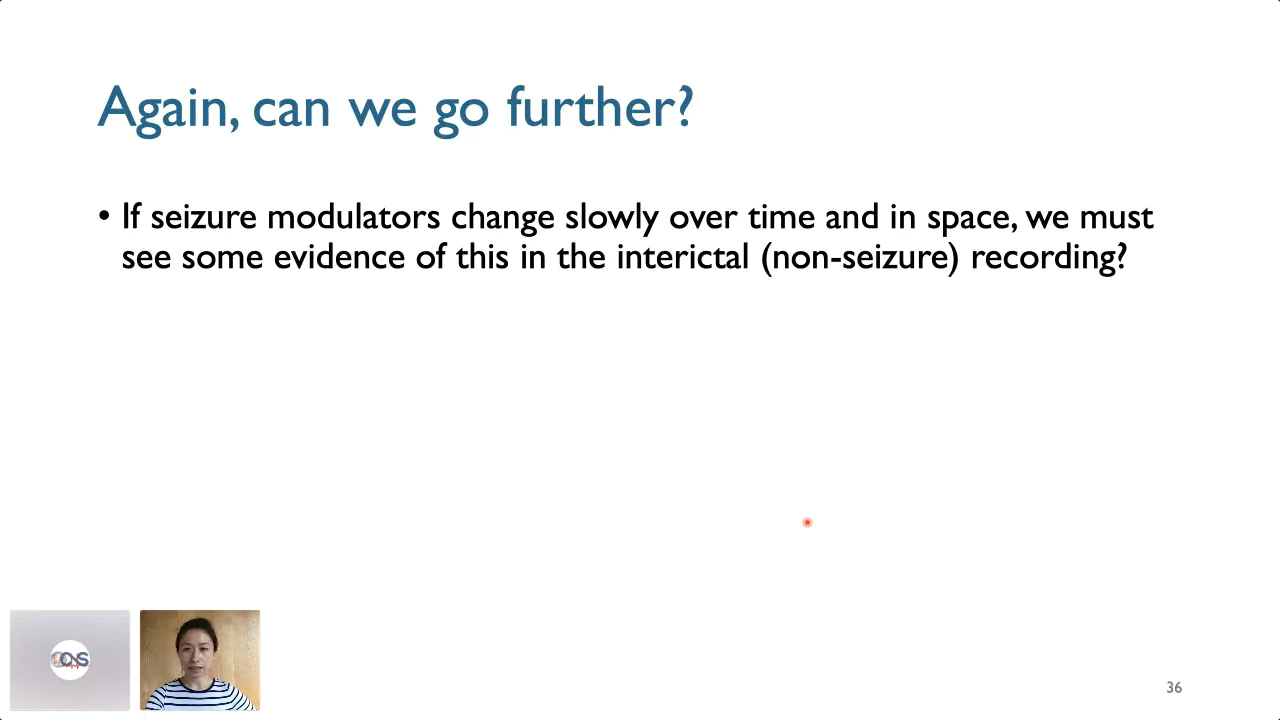 Again, can we go further?
• If seizure modulators change slowly over time and in space, we must
see some evidence of this in the interictal (non-seizure) recording?
36